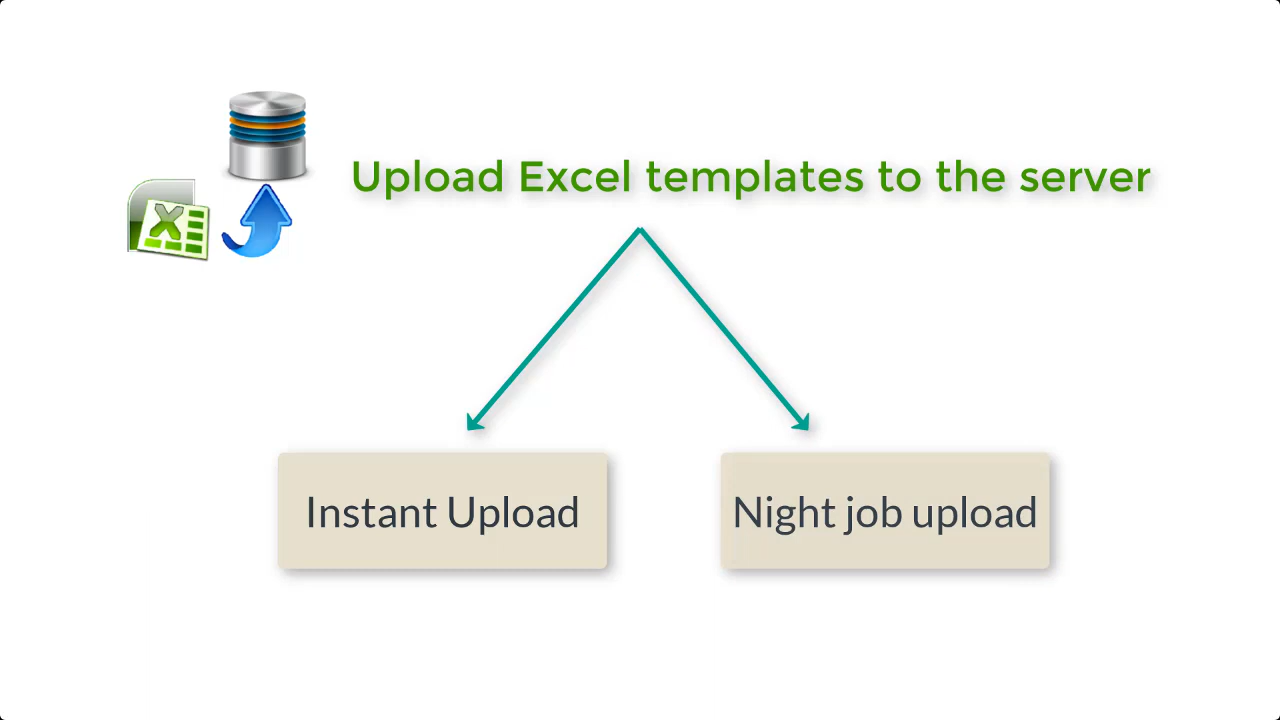 Upload Excel templates to the server
Instant Upload
Night job upload